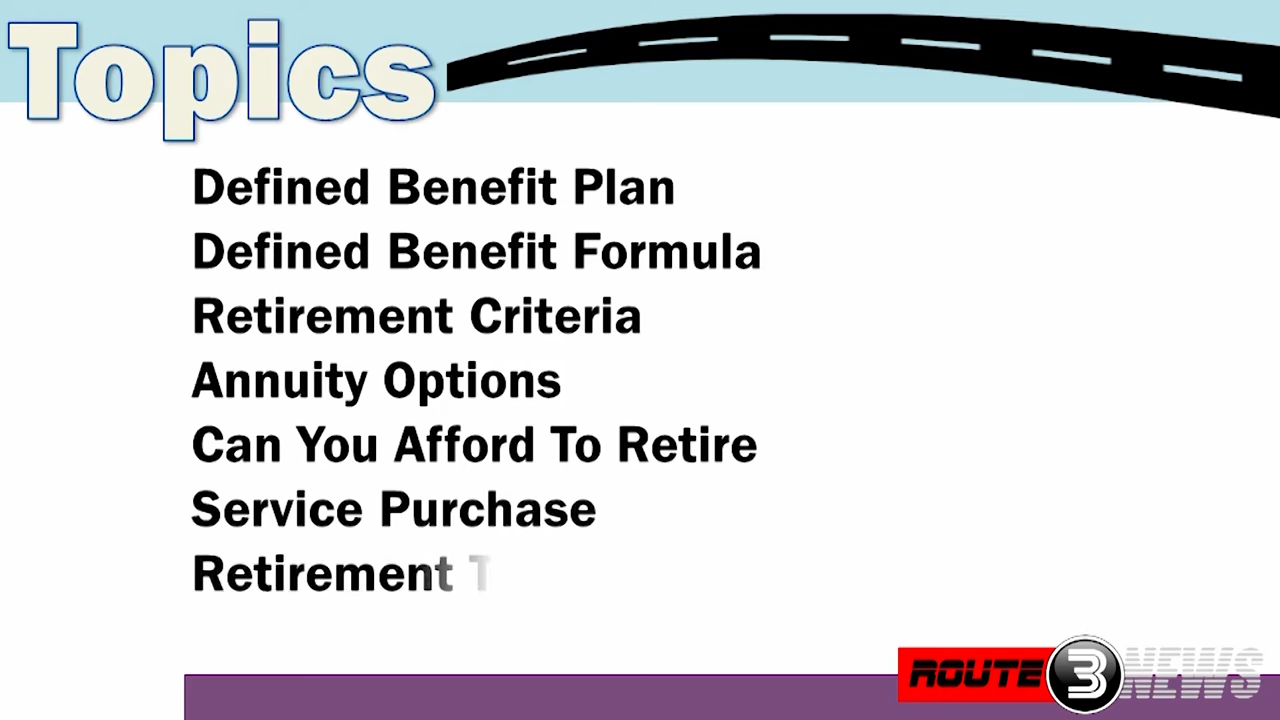 Topics
Defined Benefit Plan
Defined Benefit Formula
Retirement Criteria
Annuity Options
Can You Afford To Retire
Service Purchase
Retirement T
ROUTE 3 NEWS